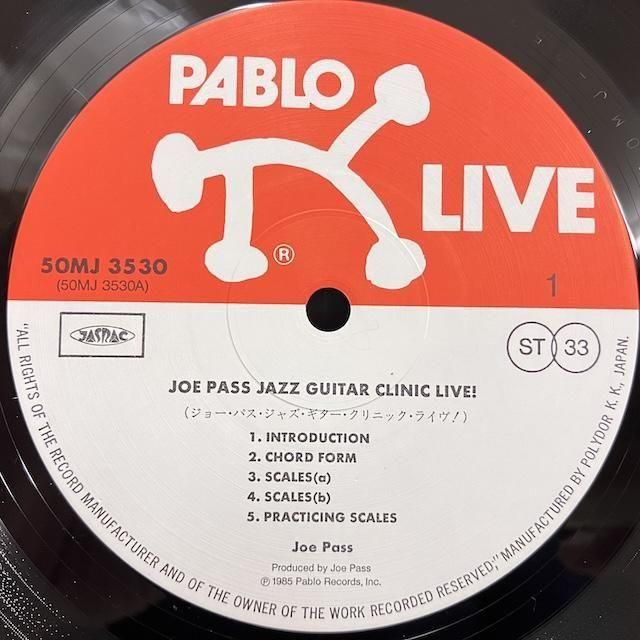 PABLO
LIVE
®
50MJ 3530
(50MJ 3530A)
1
JASRAC
ST 33
JOE PASS JAZZ GUITAR CLINIC LIVE!
(ジョー・パス・ジャズ・ギター・クリニック・ライヴ!)
1. INTRODUCTION
2. CHORD FORM
3. SCALES(a)
4. SCALES(b)
5. PRACTICING SCALES
Joe Pass
Produced by Joe Pass
℗ 1985 Pablo Records, Inc.
"ALL RIGHTS OF THE RECORD MANUFACTURER AND OF THE OWNER OF THE WORK RECORDED RESERVED;" MANUFACTURED BY POLYDOR K. K., JAPAN.